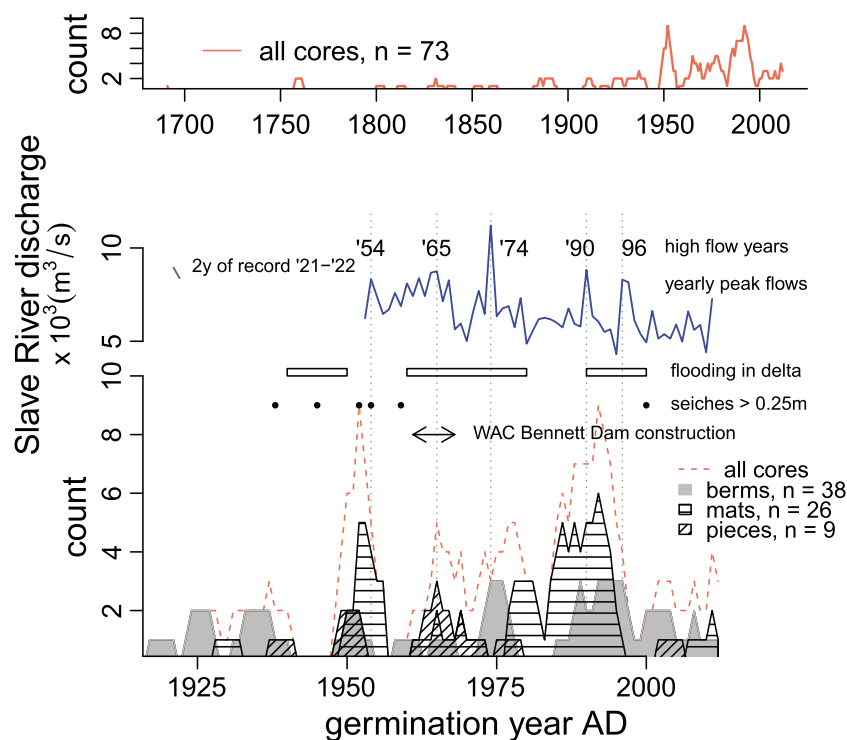 count
8
2
all cores, n = 73
1700 1750 1800 1850 1900 1950 2000
Slave River discharge
x 10³(m³/s)
10
5
2y of record '21−'22
'54 '65 '74 '90 96
high flow years
yearly peak flows
flooding in delta
seiches > 0.25m
WAC Bennett Dam construction
count
10
8
6
4
2
all cores
berms, n = 38
mats, n = 26
pieces, n = 9
1925 1950 1975 2000
germination year AD